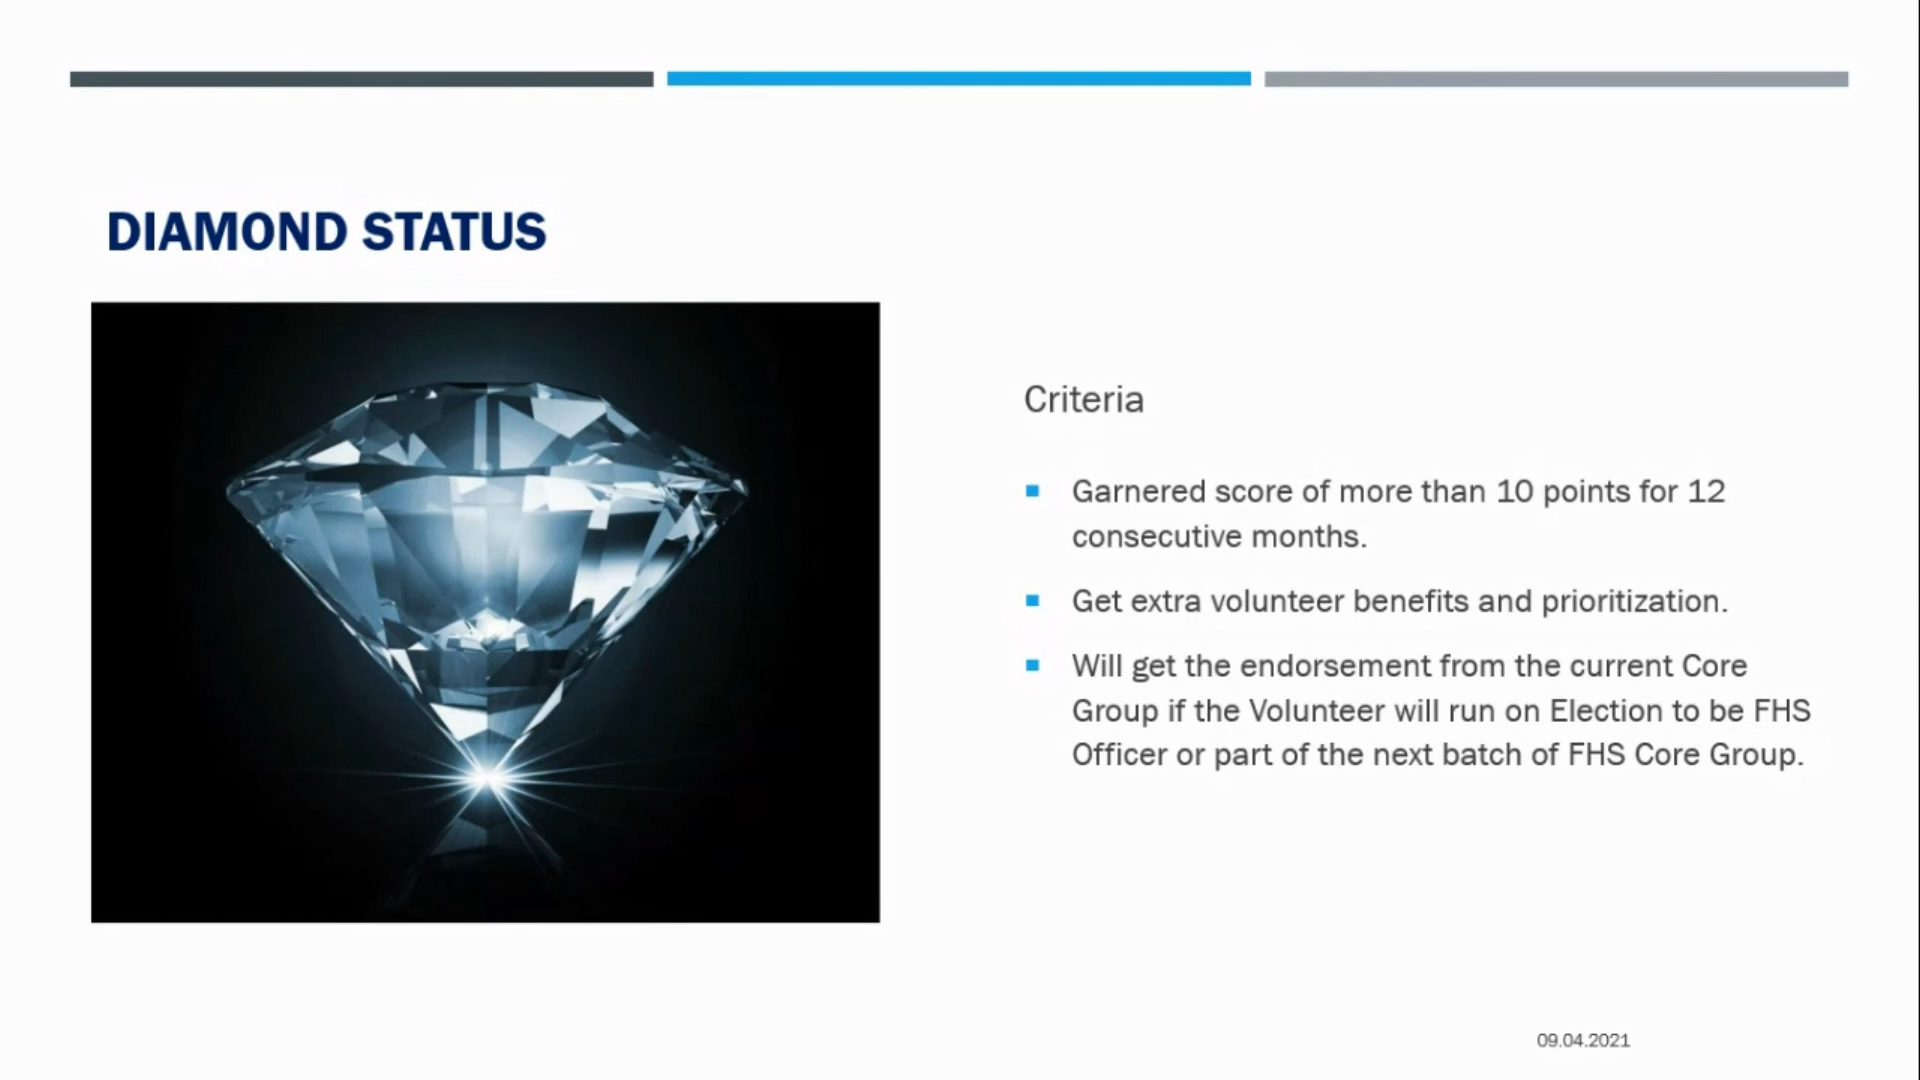 DIAMOND STATUS
Criteria
Garnered score of more than 10 points for 12
consecutive months.
Get extra volunteer benefits and prioritization.
Will get the endorsement from the current Core
Group if the Volunteer will run on Election to be FHS
Officer or part of the next batch of FHS Core Group.
09.04.2021